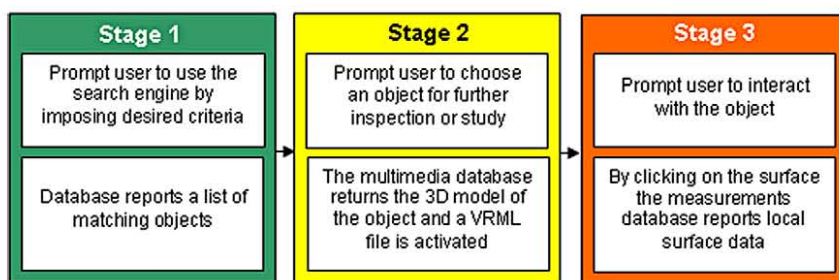 Stage 1
Prompt user to use the
search engine by
imposing desired criteria
Database reports a list of
matching objects
Stage 2
Prompt user to choose
an object for further
inspection or study
The multimedia database
returns the 3D model of
the object and a VRML
file is activated
Stage 3
Prompt user to interact
with the object
By clicking on the surface
the measurements
database reports local
surface data